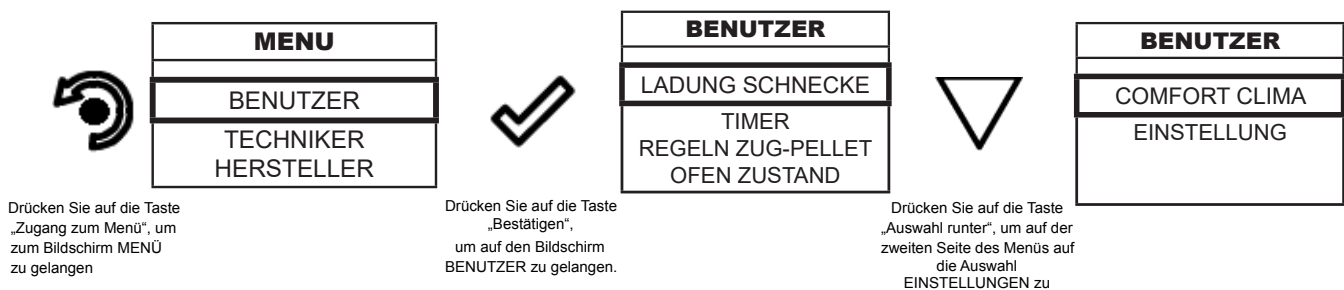 MENU
BENUTZER
TECHNIKER
HERSTELLER
Drücken Sie auf die Taste
„Zugang zum Menü“, um
zum Bildschirm MENÜ
zu gelangen
BENUTZER
LADUNG SCHNECKE
TIMER
REGELN ZUG-PELLET
OFEN ZUSTAND
Drücken Sie auf die Taste
„Bestätigen“,
um auf den Bildschirm
BENUTZER zu gelangen.
BENUTZER
COMFORT CLIMA
EINSTELLUNG
Drücken Sie auf die Taste
„Auswahl runter“, um auf der
zweiten Seite des Menüs auf
die Auswahl
EINSTELLUNGEN zu